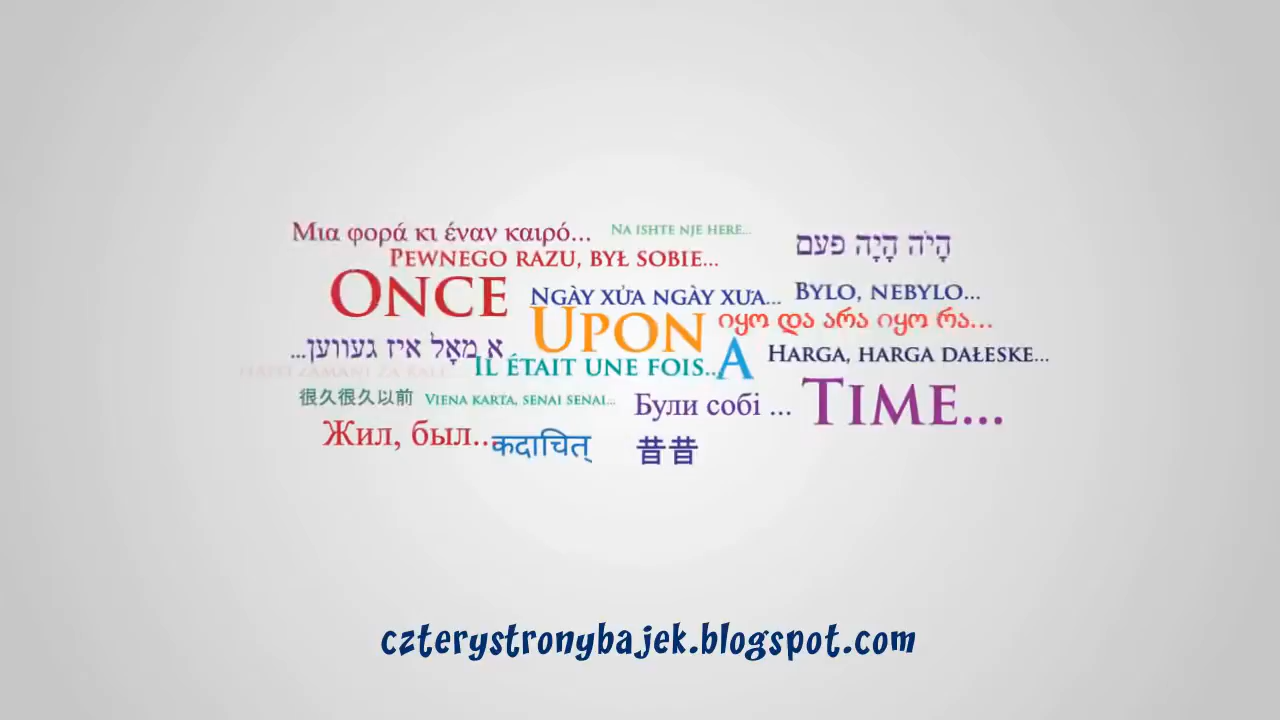 Μια φορά κι έναν καιρό...
Na ishte nje here...
הָיֹה הָיָה פעם
Pewnego razu, był sobie...
Once
Ngày xửa ngày xưa...
Bylo, nebylo...
Upon
იყო და არა იყო რა...
א מאָל איז געווען...
Il était une fois...
A
Harga, harga dałeske...
很久很久以前
Viena karta, senai senai...
Були собі ...
Time...
Жил, был...
कदाचित्
昔昔
czterystronybajek.blogspot.com